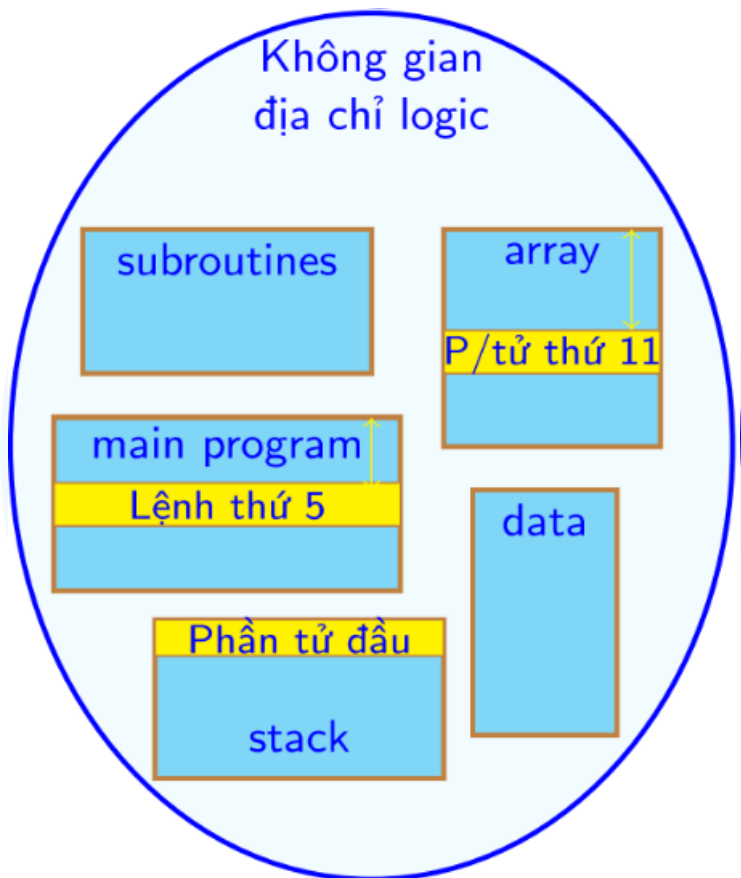 Không gian
địa chỉ logic
subroutines
array
P/tử thứ 11
main program
Lệnh thứ 5
data
Phần tử đầu
stack